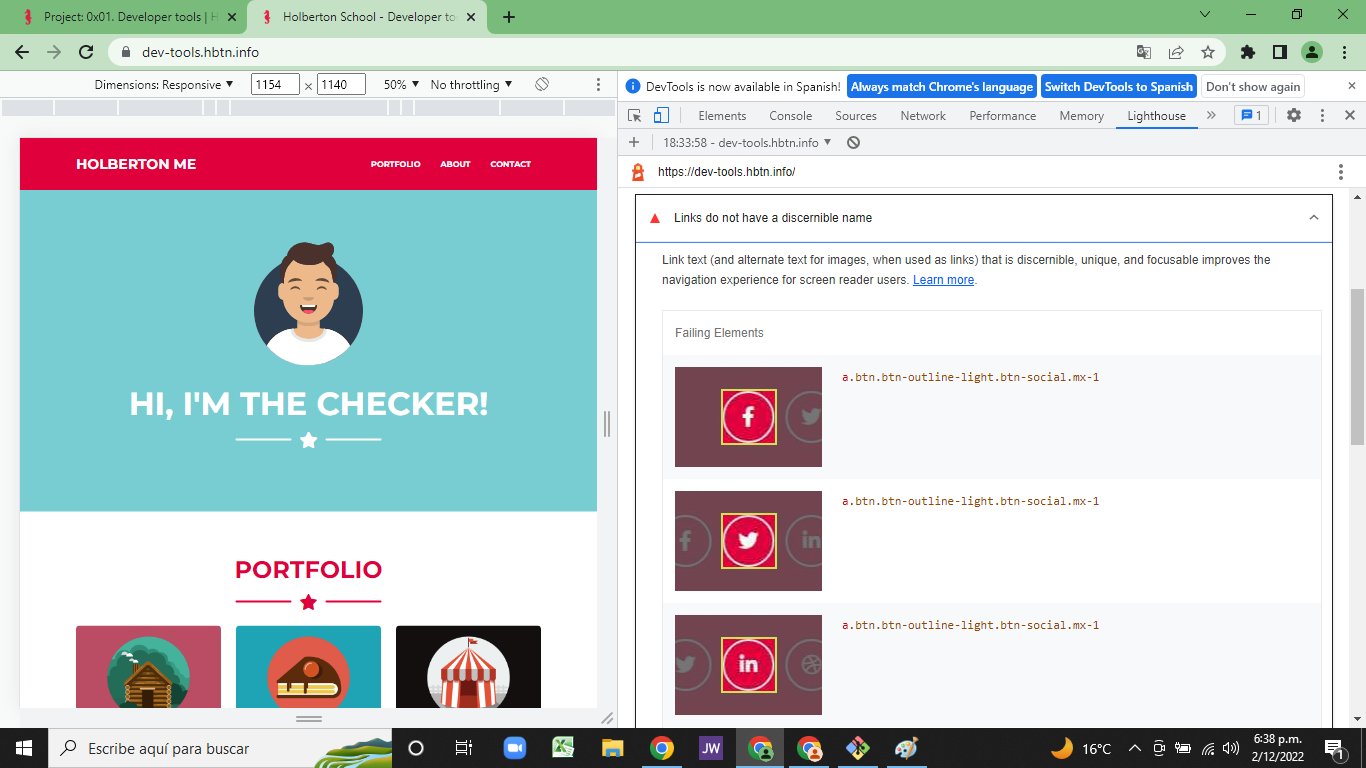 Project: 0x01. Developer tools | H
Holberton School - Developer to
dev-tools.hbtn.info
Dimensions: Responsive
1154
×
1140
50%
No throttling
DevTools is now available in Spanish!
Always match Chrome's language
Switch DevTools to Spanish
Don't show again
Elements
Console
Sources
Network
Performance
Memory
Lighthouse
1
18:33:58 - dev-tools.hbtn.info
https://dev-tools.hbtn.info/
HOLBERTON ME
PORTFOLIO
ABOUT
CONTACT
HI, I'M THE CHECKER!
PORTFOLIO
Links do not have a discernible name
Link text (and alternate text for images, when used as links) that is discernible, unique, and focusable improves the
navigation experience for screen reader users. Learn more.
Failing Elements
a.btn.btn-outline-light.btn-social.mx-1
a.btn.btn-outline-light.btn-social.mx-1
a.btn.btn-outline-light.btn-social.mx-1
Escribe aquí para buscar
JW
16°C
6:38 p.m.
2/12/2022
1